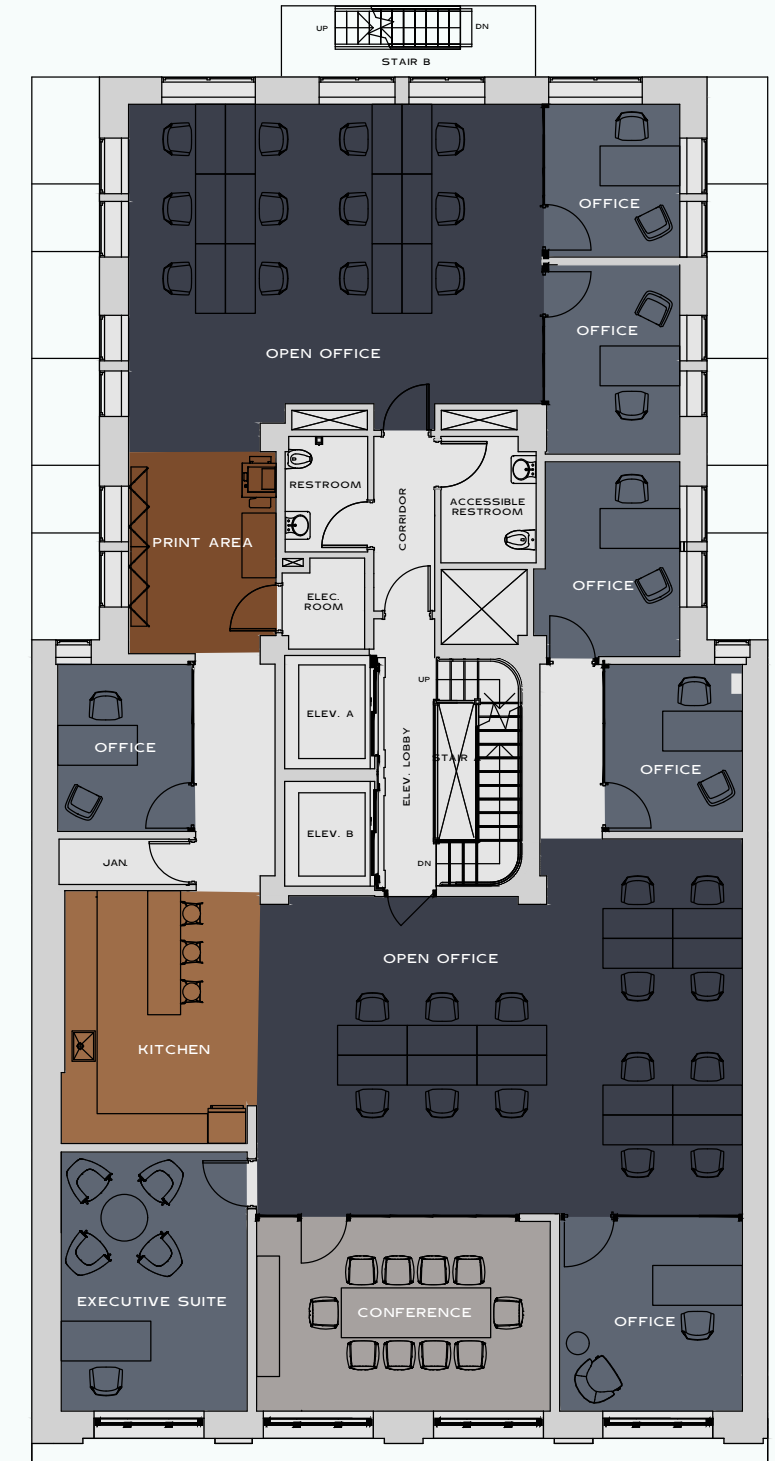 UP
DN
STAIR B
OFFICE
OFFICE
OPEN OFFICE
RESTROOM
ACCESSIBLE
RESTROOM
CORRIDOR
PRINT AREA
OFFICE
ELEC.
ROOM
UP
ELEV. A
ELEV. LOBBY
STAIR
OFFICE
OFFICE
ELEV. B
JAN.
DN
OPEN OFFICE
KITCHEN
EXECUTIVE SUITE
CONFERENCE
OFFICE